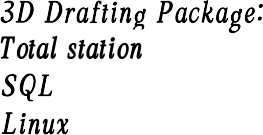 3D Drafting Package:
Total station
SQL
Linux